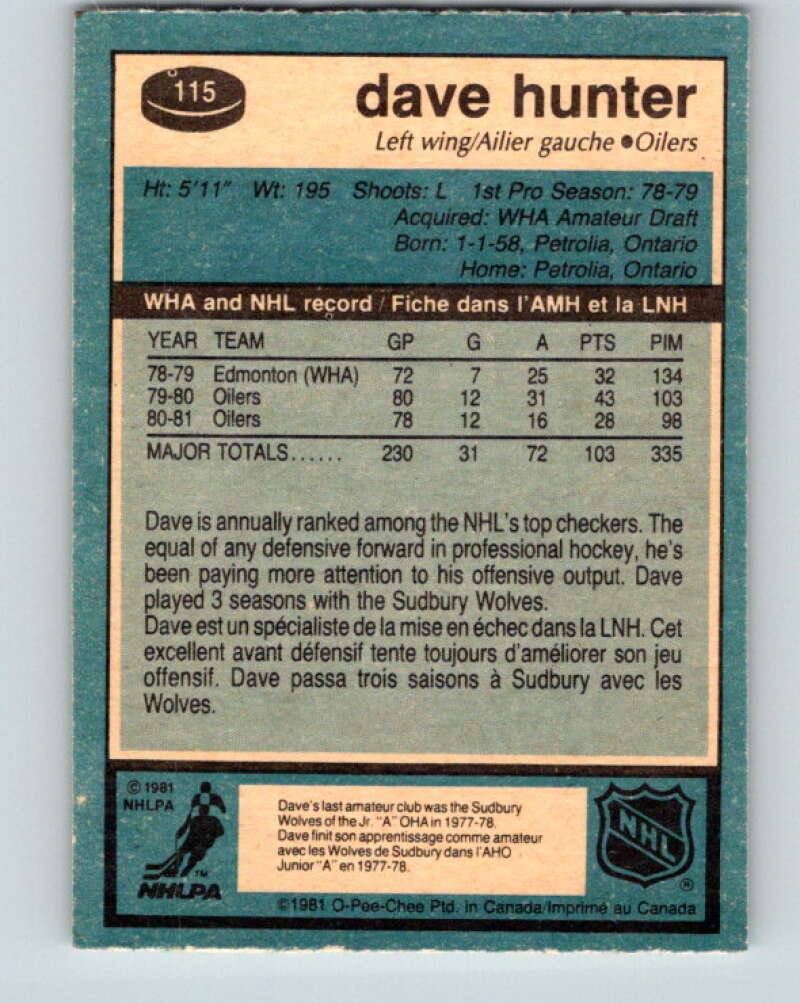 115
dave hunter
Left wing/Ailier gauche ● Oilers
Ht: 5'11" Wt: 195 Shoots: L 1st Pro Season: 78-79
Acquired: WHA Amateur Draft
Born: 1-1-58, Petrolia, Ontario
Home: Petrolia, Ontario
WHA and NHL record / Fiche dans l'AMH et la LNH
YEAR TEAM GP G A PTS PIM
78-79 Edmonton (WHA) 72 7 25 32 134
79-80 Oilers 80 12 31 43 103
80-81 Oilers 78 12 16 28 98
MAJOR TOTALS...... 230 31 72 103 335
Dave is annually ranked among the NHL's top checkers. The
equal of any defensive forward in professional hockey, he's
been paying more attention to his offensive output. Dave
played 3 seasons with the Sudbury Wolves.
Dave est un spécialiste de la mise en échec dans la LNH. Cet
excellent avant défensif tente toujours d'améliorer son jeu
offensif. Dave passa trois saisons à Sudbury avec les
Wolves.
© 1981
NHLPA
TM
NHLPA
Dave's last amateur club was the Sudbury
Wolves of the Jr. "A" OHA in 1977-78.
Dave finit son apprentissage comme amateur
avec les Wolves de Sudbury dans l'AHO
Junior "A" en 1977-78.
NHL
®
©1981 O-Pee-Chee Ptd. in Canada/Imprimé au Canada